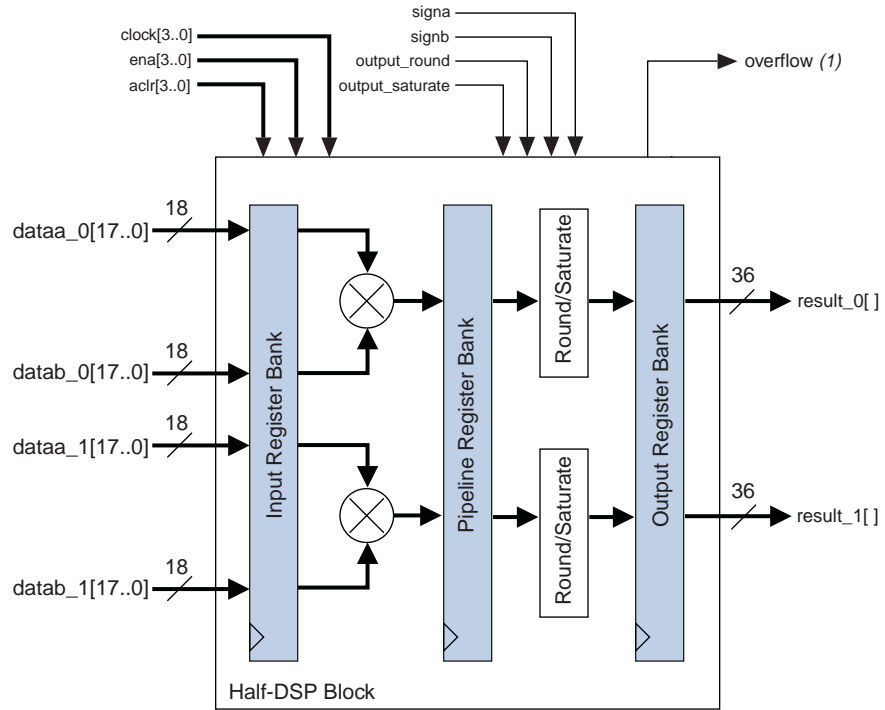 signa
clock[3..0]
signb
ena[3..0]
output_round
overflow (1)
aclr[3..0]
output_saturate
18
dataa_0[17..0]
36
result_0[ ]
18
datab_0[17..0]
18
dataa_1[17..0]
36
result_1[ ]
18
datab_1[17..0]
Input Register Bank
Pipeline Register Bank
Round/Saturate
Round/Saturate
Output Register Bank
Half-DSP Block